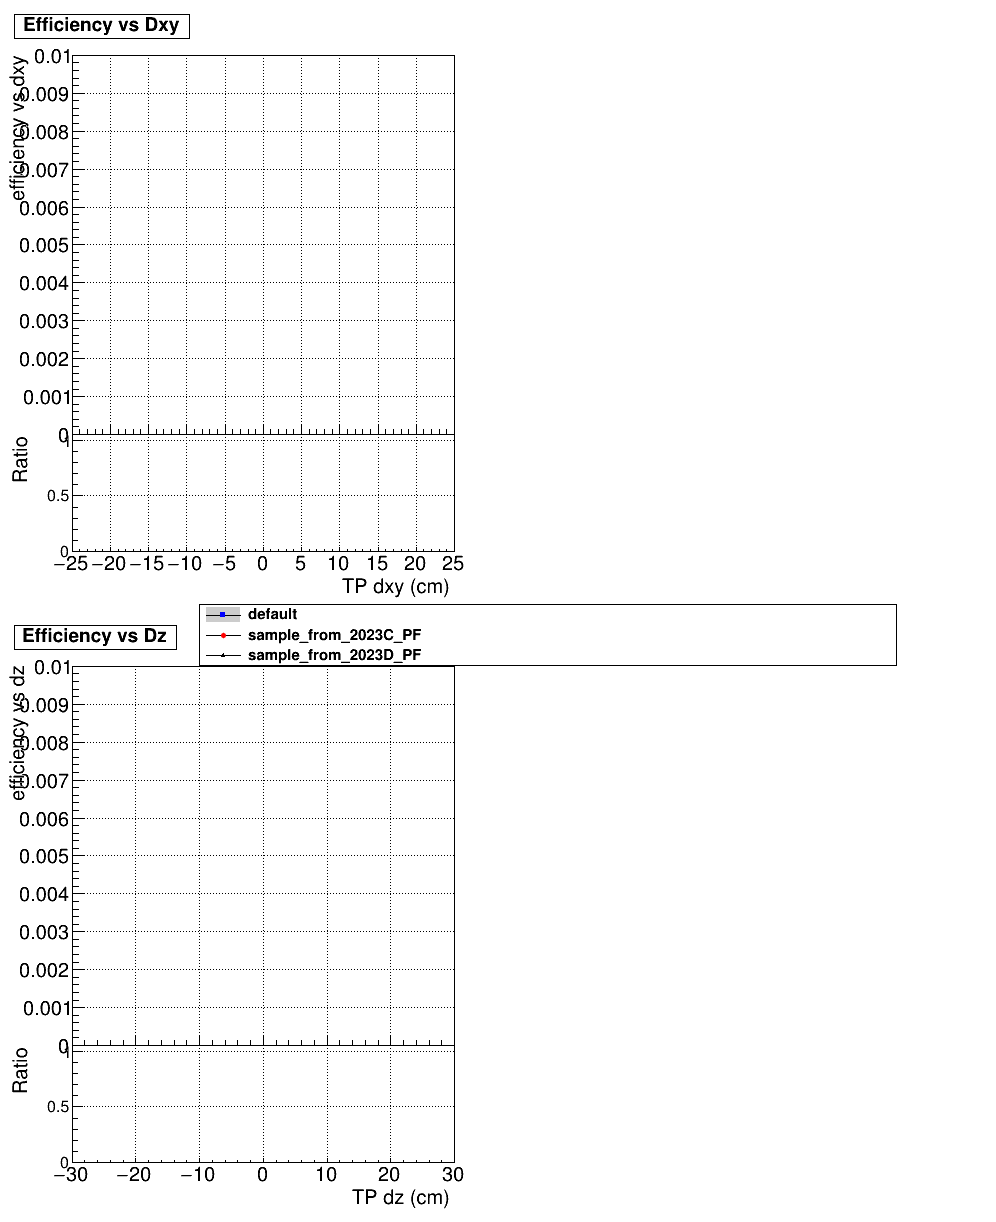 Efficiency vs Dxy
efficiency vs dxy
0.01
0.009
0.008
0.007
0.006
0.005
0.004
0.003
0.002
0.001
0
Ratio
1
0.5
0
−25 −20 −15 −10 −5 0 5 10 15 20 25
TP dxy (cm)
default
sample_from_2023C_PF
sample_from_2023D_PF
Efficiency vs Dz
efficiency vs dz
0.01
0.009
0.008
0.007
0.006
0.005
0.004
0.003
0.002
0.001
0
Ratio
1
0.5
0
−30 −20 −10 0 10 20 30
TP dz (cm)